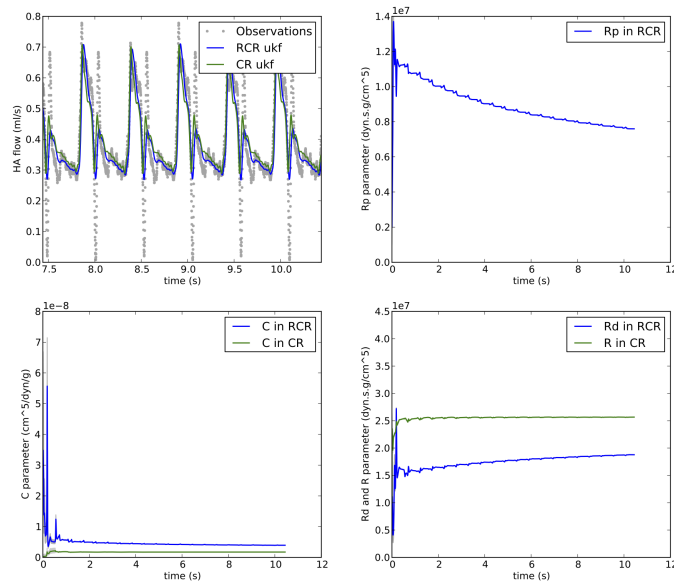 0.8
0.7
0.6
0.5
0.4
0.3
0.2
0.1
0.0
HA flow (ml/s)
7.5 8.0 8.5 9.0 9.5 10.0
time (s)
Observations
RCR ukf
CR ukf
1.4 1e7
1.2
1.0
0.8
0.6
0.4
0.2
0.0
Rp parameter (dyn.s.g/cm^5)
0 2 4 6 8 10 12
time (s)
Rp in RCR
8 1e−8
7
6
5
4
3
2
1
0
C parameter (cm^5/dyn/g)
0 2 4 6 8 10 12
time (s)
C in RCR
C in CR
4.5 1e7
4.0
3.5
3.0
2.5
2.0
1.5
1.0
0.5
0.0
Rd and R parameter (dyn.s.g/cm^5)
0 2 4 6 8 10 12
time (s)
Rd in RCR
R in CR